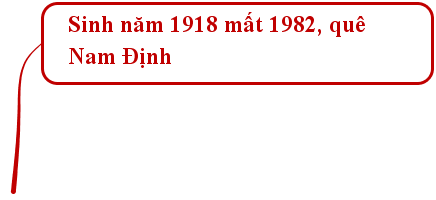 Sinh năm 1918 mất 1982, quê
Nam Định